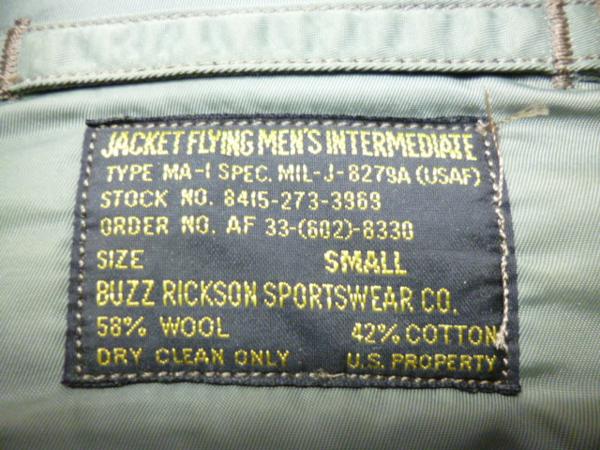 JACKET FLYING MEN'S INTERMEDIATE
TYPE MA-1 SPEC. MIL-J-8279A (USAF)
STOCK NO. 8415-273-3969
ORDER NO. AF 33-(602)-8330
SIZE SMALL
BUZZ RICKSON SPORTSWEAR CO.
58% WOOL 42% COTTON
DRY CLEAN ONLY U.S. PROPERTY